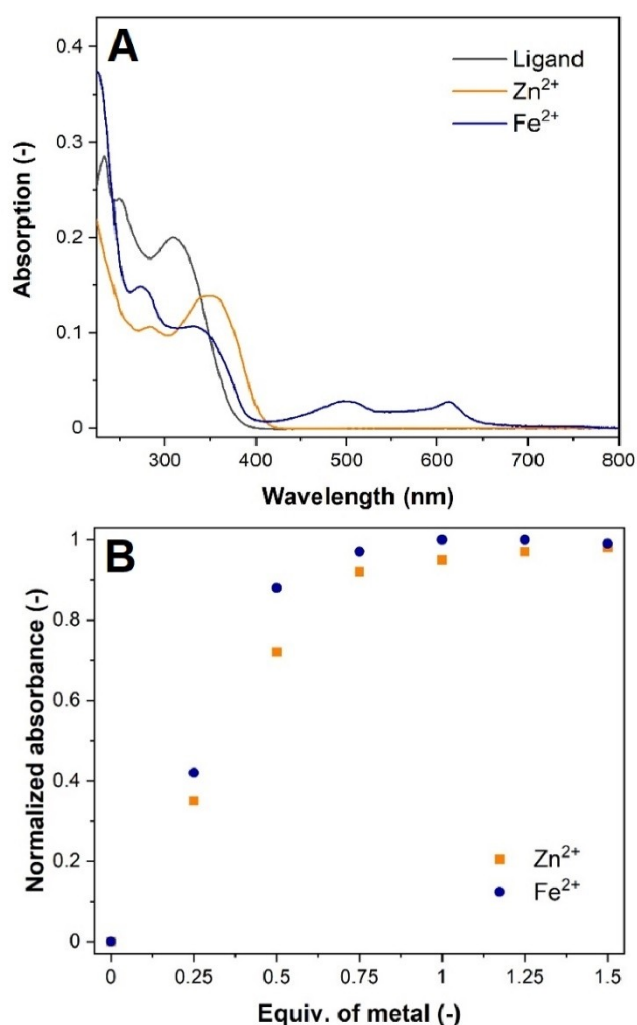 A
Ligand
Zn²⁺
Fe²⁺
0.4
0.3
0.2
0.1
0
Absorption (-)
300 400 500 600 700 800
Wavelength (nm)
B
1
0.8
0.6
0.4
0.2
0
Normalized absorbance (-)
Zn²⁺
Fe²⁺
0 0.25 0.5 0.75 1 1.25 1.5
Equiv. of metal (-)